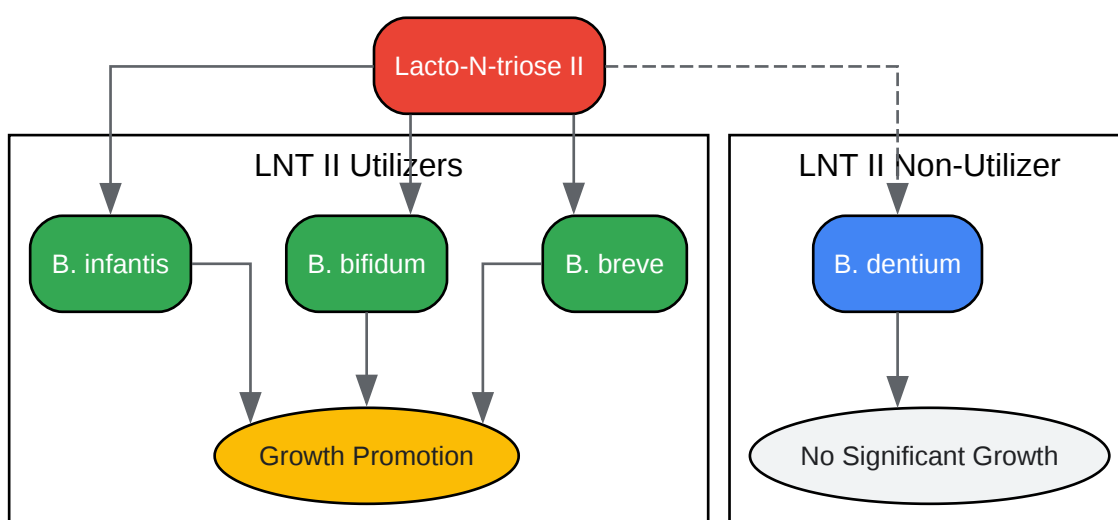 Lacto-N-triose II
LNT II Utilizers
LNT II Non-Utilizer
B. infantis
B. bifidum
B. breve
B. dentium
Growth Promotion
No Significant Growth